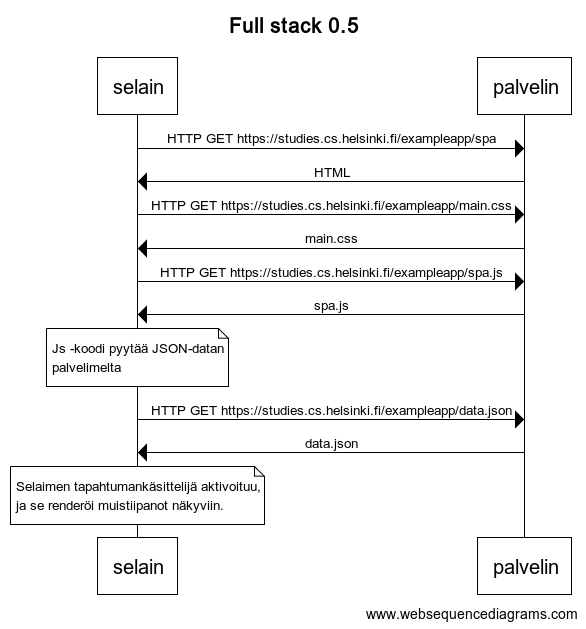 Full stack 0.5
selain
palvelin
HTTP GET https://studies.cs.helsinki.fi/exampleapp/spa
HTML
HTTP GET https://studies.cs.helsinki.fi/exampleapp/main.css
main.css
HTTP GET https://studies.cs.helsinki.fi/exampleapp/spa.js
spa.js
Js -koodi pyytää JSON-datan
palvelimelta
HTTP GET https://studies.cs.helsinki.fi/exampleapp/data.json
data.json
Selaimen tapahtumankäsittelijä aktivoituu,
ja se renderöi muistiipanot näkyviin.
selain
palvelin
www.websequencediagrams.com